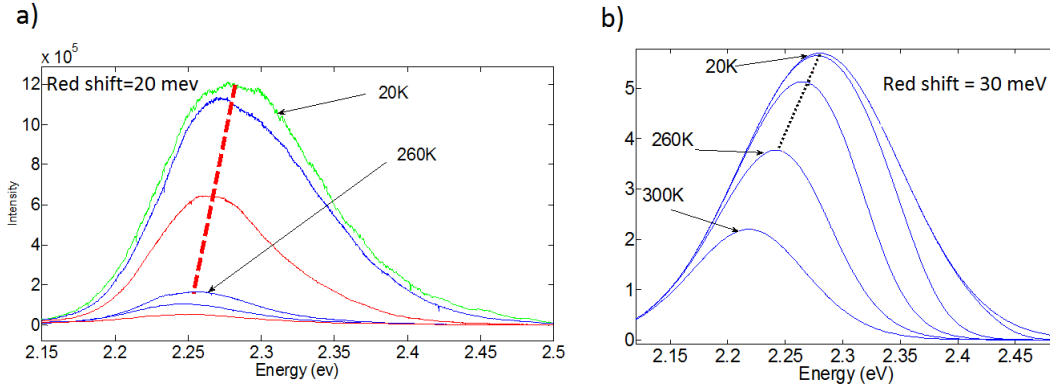 a)
x 10⁵
Red shift=20 mev
12
10
8
6
4
2
0
Intensity
20K
260K
2.15
2.2
2.25
2.3
2.35
2.4
2.45
2.5
Energy (ev)
b)
Red shift = 30 meV
5
4
3
2
1
0
20K
260K
300K
2.15
2.2
2.25
2.3
2.35
2.4
2.45
Energy (eV)